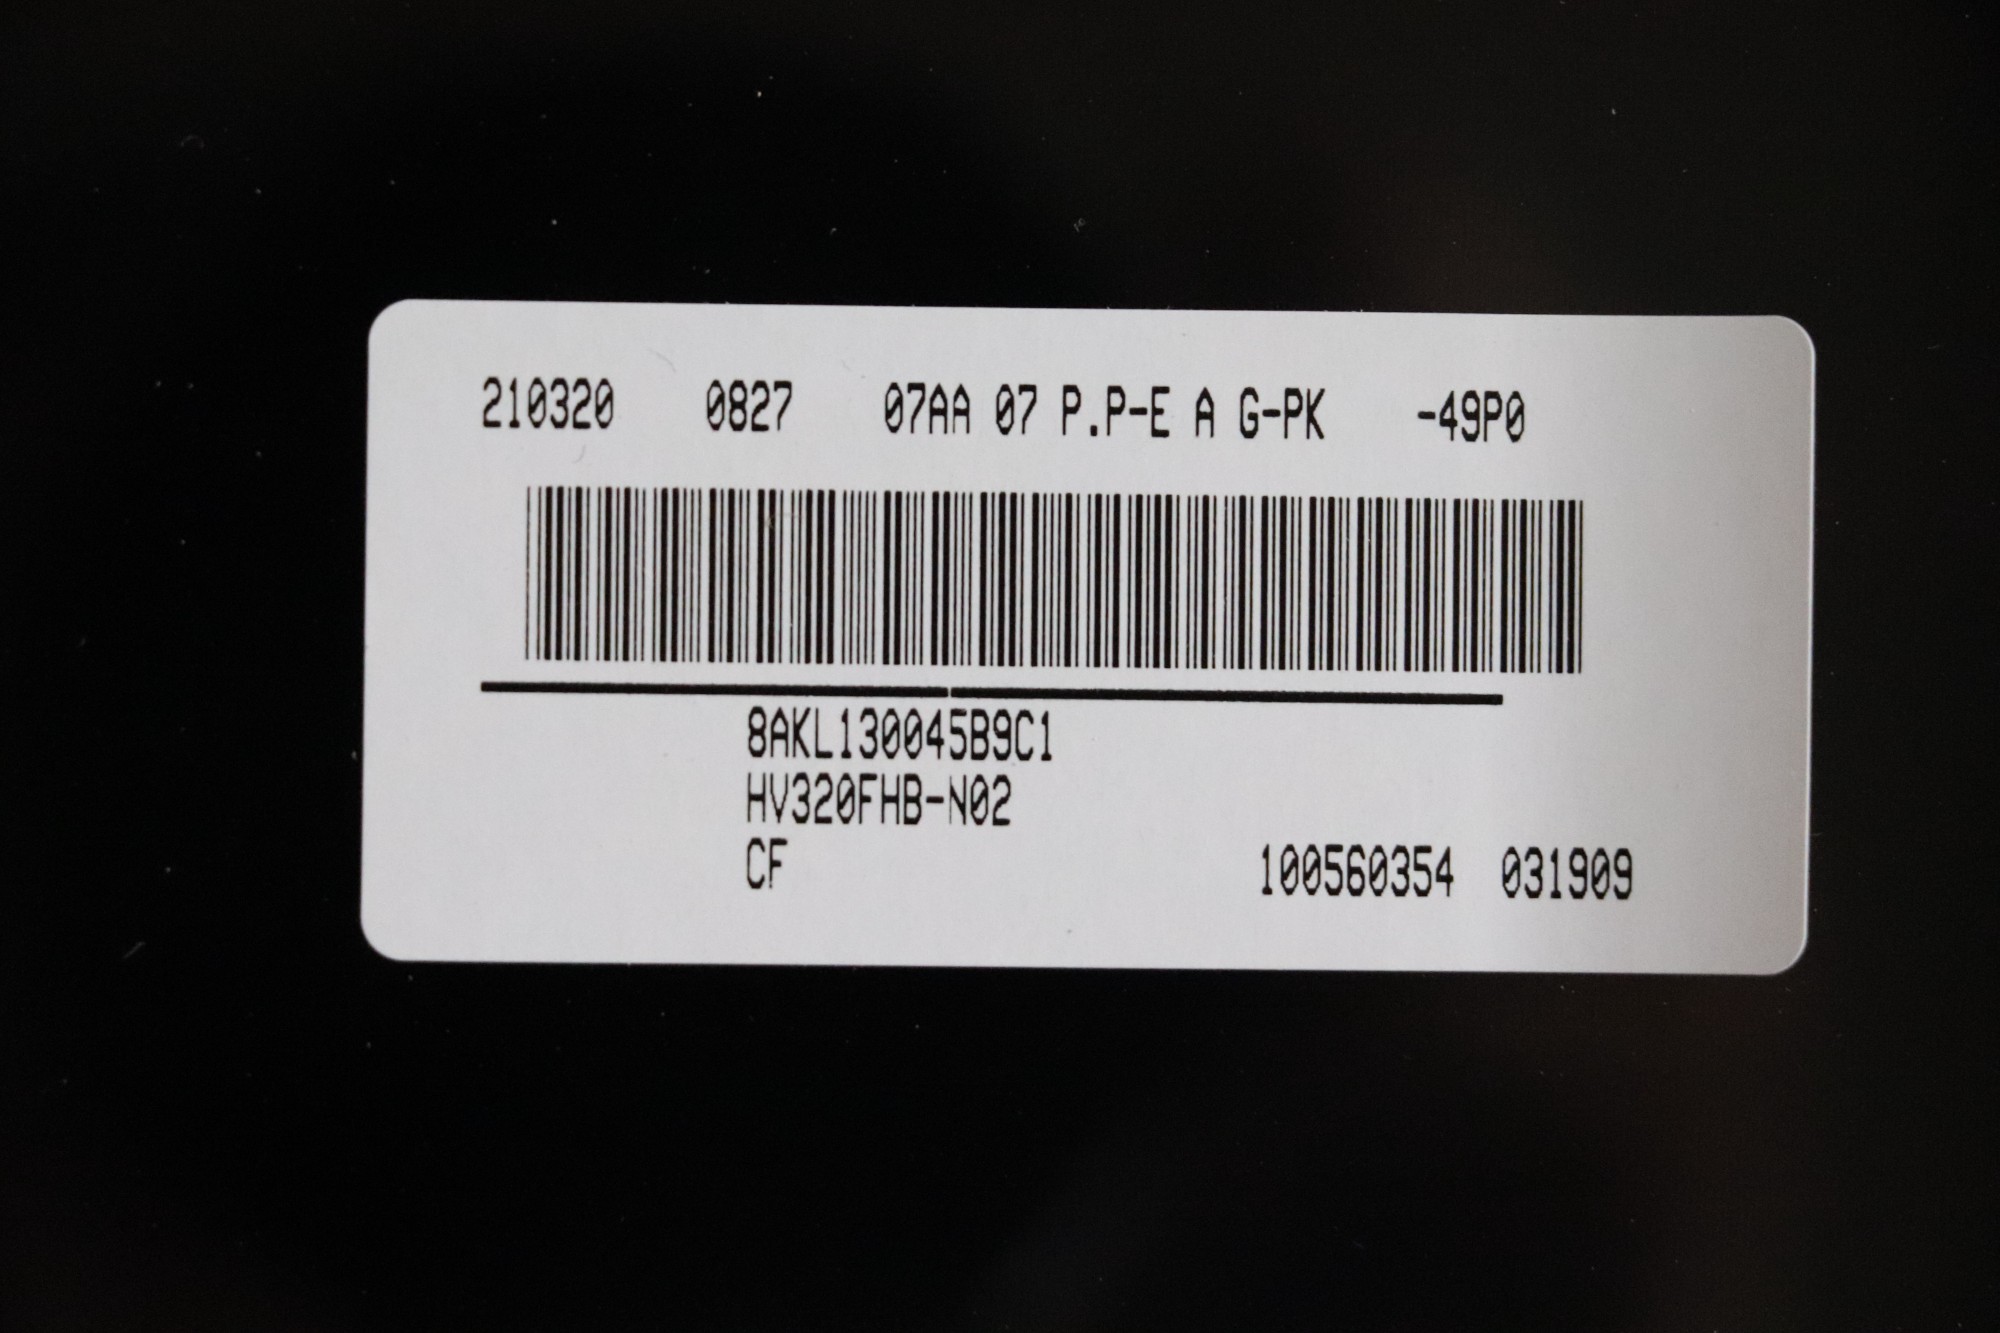 210320 0827 07AA 07 P.P-E A G-PK -49P0
8AKL130045B9C1
HV320FHB-N02
CF 100560354 031909